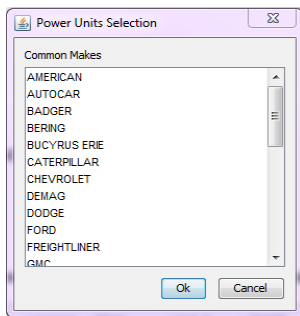 Power Units Selection
Common Makes
AMERICAN
AUTOCAR
BADGER
BERING
BUCYRUS ERIE
CATERPILLAR
CHEVROLET
DEMAG
DODGE
FORD
FREIGHTLINER
GMC
Ok Cancel